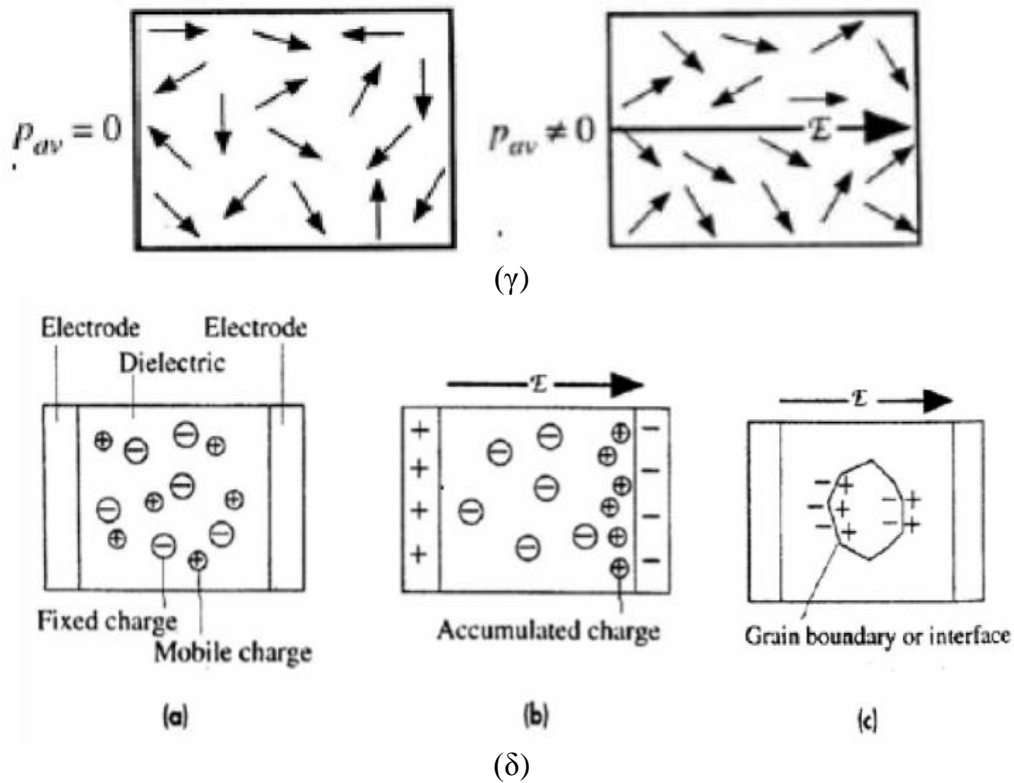 p_av = 0
p_av ≠ 0
ℰ
(γ)
Electrode
Electrode
Dielectric
Fixed charge
Mobile charge
(a)
ℰ
+
+
+
+
−
−
−
−
Accumulated charge
(b)
ℰ
− + − +
− + − +
− +
Grain boundary or interface
(c)
(δ)